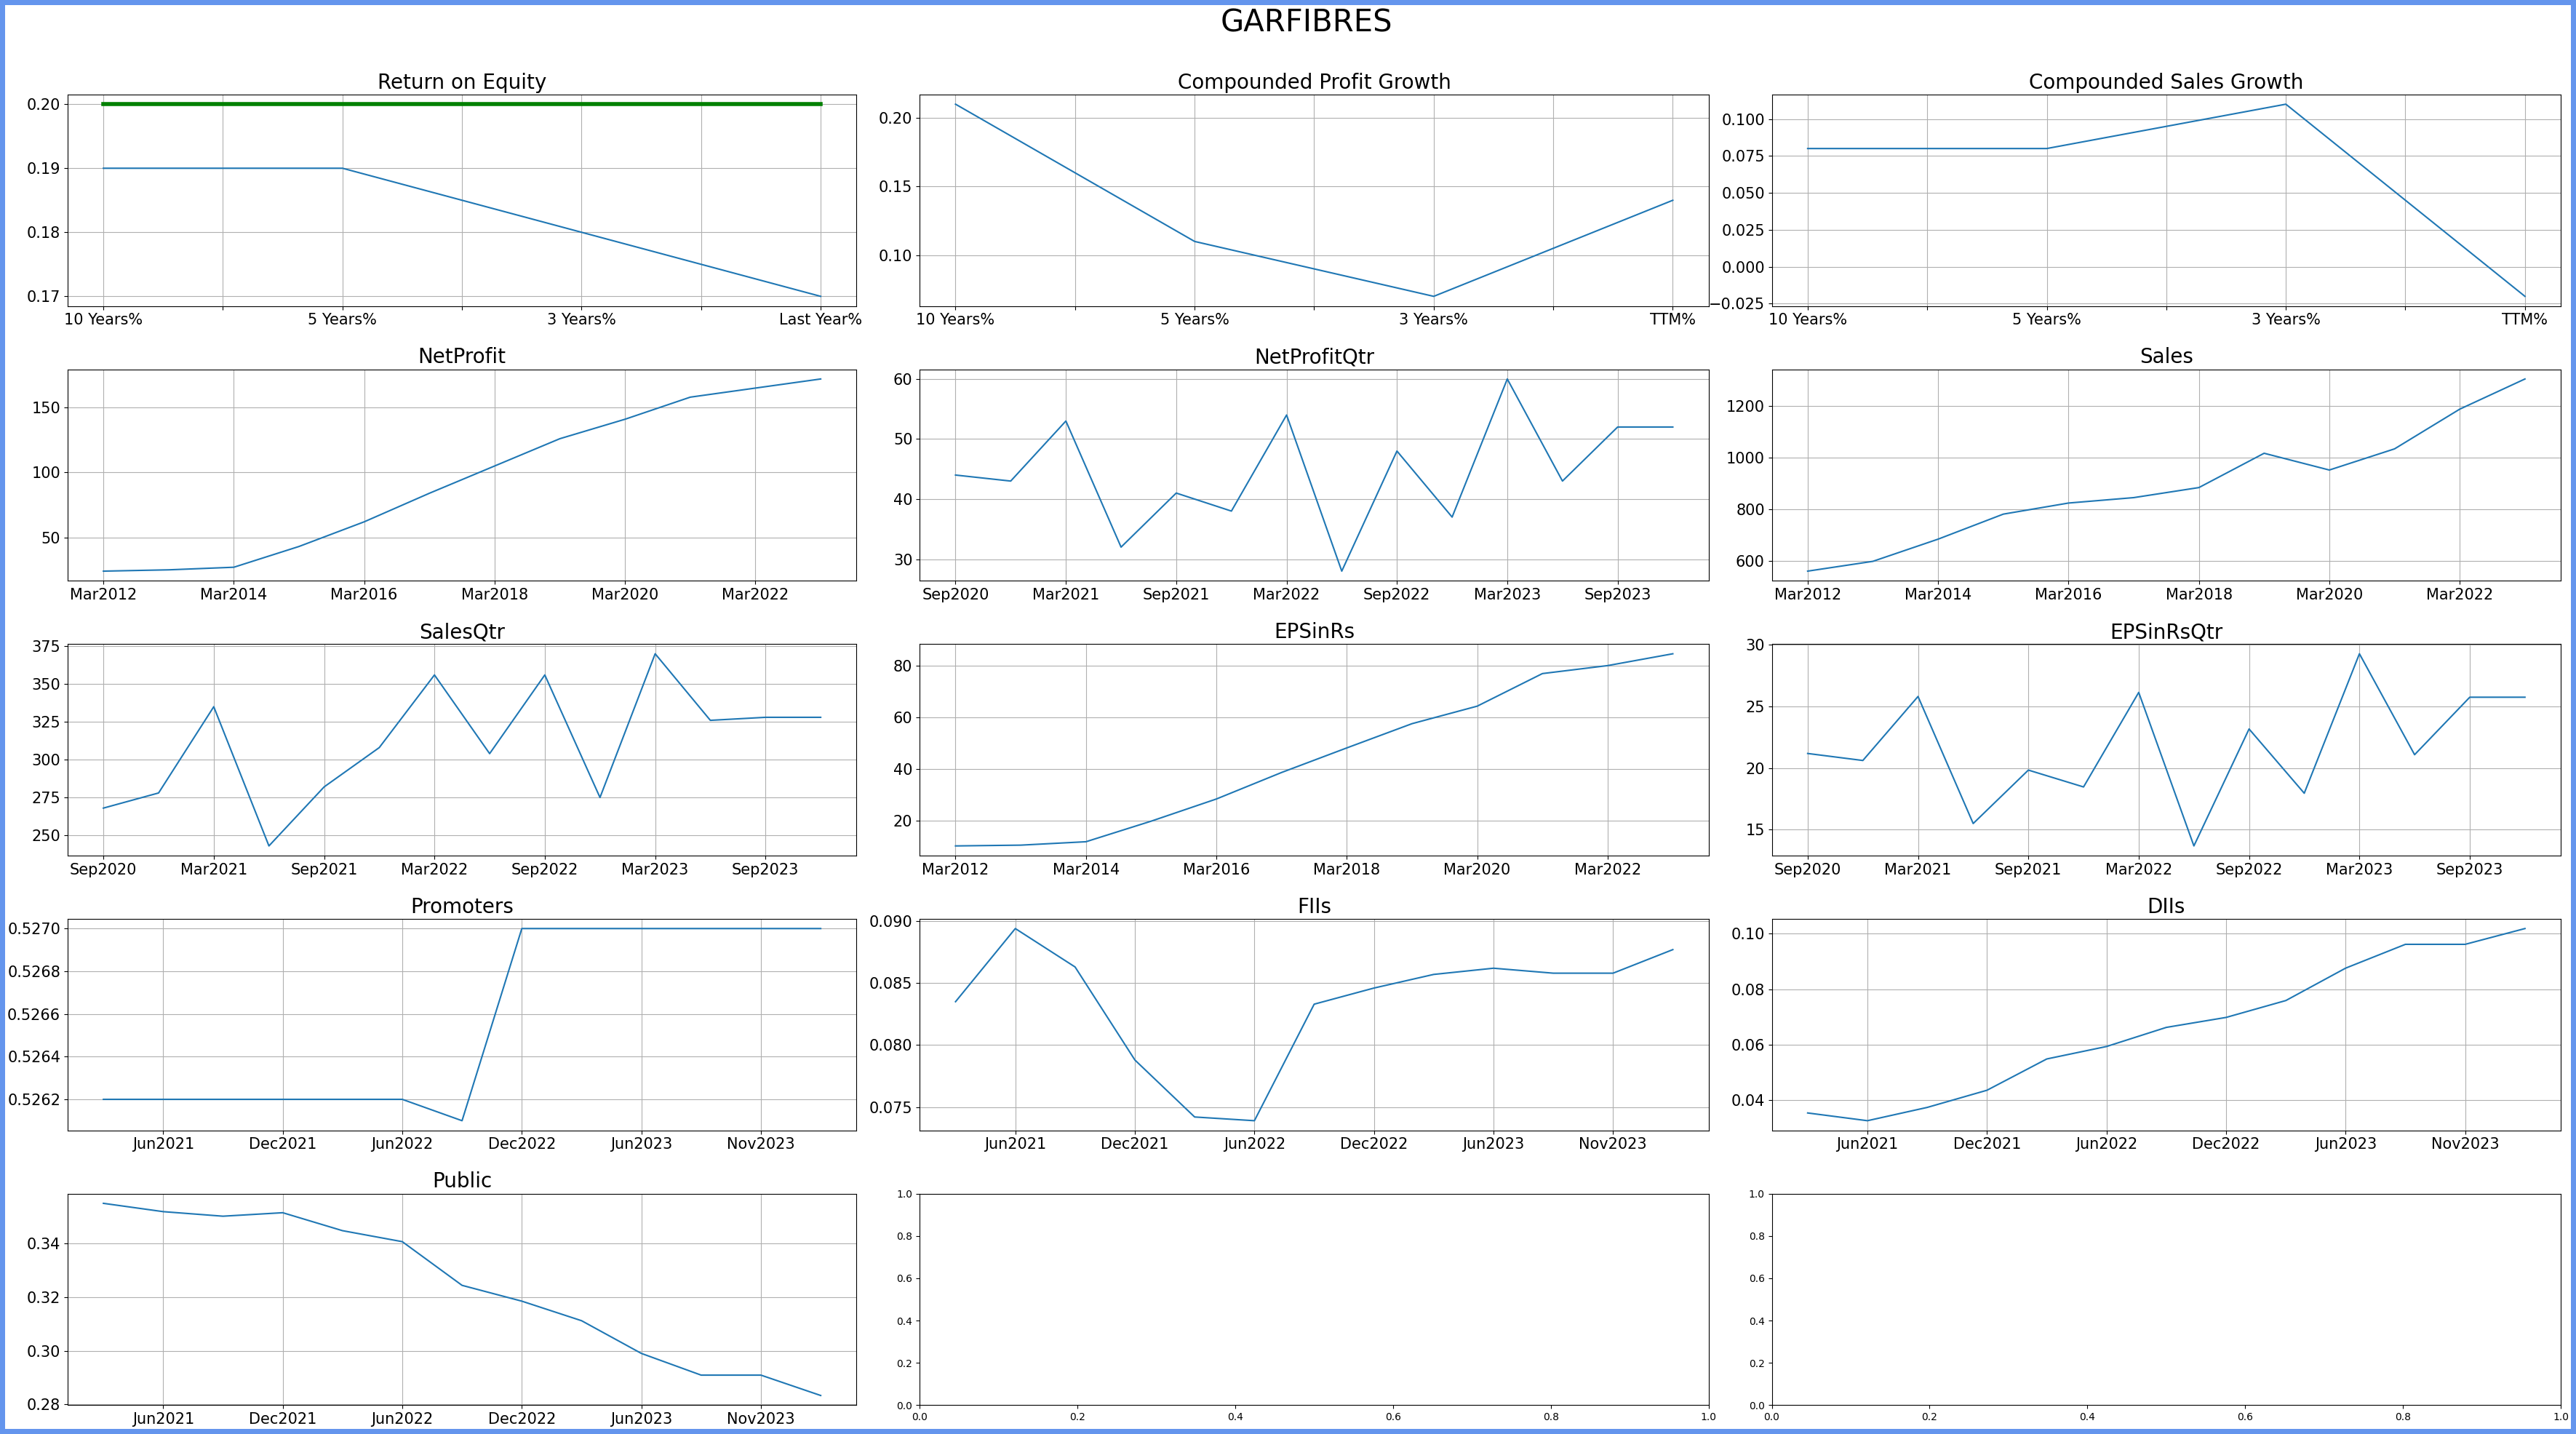 GARFIBRES
Return on Equity
0.20
0.19
0.18
0.17
10 Years% 5 Years% 3 Years% Last Year%
Compounded Profit Growth
0.20
0.15
0.10
10 Years% 5 Years% 3 Years% TTM%
Compounded Sales Growth
0.100
0.075
0.050
0.025
0.000
−0.025
10 Years% 5 Years% 3 Years% TTM%
NetProfit
150
100
50
Mar2012 Mar2014 Mar2016 Mar2018 Mar2020 Mar2022
NetProfitQtr
60
50
40
30
Sep2020 Mar2021 Sep2021 Mar2022 Sep2022 Mar2023 Sep2023
Sales
1200
1000
800
600
Mar2012 Mar2014 Mar2016 Mar2018 Mar2020 Mar2022
SalesQtr
375
350
325
300
275
250
Sep2020 Mar2021 Sep2021 Mar2022 Sep2022 Mar2023 Sep2023
EPSinRs
80
60
40
20
Mar2012 Mar2014 Mar2016 Mar2018 Mar2020 Mar2022
EPSinRsQtr
30
25
20
15
Sep2020 Mar2021 Sep2021 Mar2022 Sep2022 Mar2023 Sep2023
Promoters
0.5270
0.5268
0.5266
0.5264
0.5262
Jun2021 Dec2021 Jun2022 Dec2022 Jun2023 Nov2023
FIIs
0.090
0.085
0.080
0.075
Jun2021 Dec2021 Jun2022 Dec2022 Jun2023 Nov2023
DIIs
0.10
0.08
0.06
0.04
Jun2021 Dec2021 Jun2022 Dec2022 Jun2023 Nov2023
Public
0.34
0.32
0.30
0.28
Jun2021 Dec2021 Jun2022 Dec2022 Jun2023 Nov2023
1.0
0.8
0.6
0.4
0.2
0.0
0.0 0.2 0.4 0.6 0.8 1.0
1.0
0.8
0.6
0.4
0.2
0.0
0.0 0.2 0.4 0.6 0.8 1.0